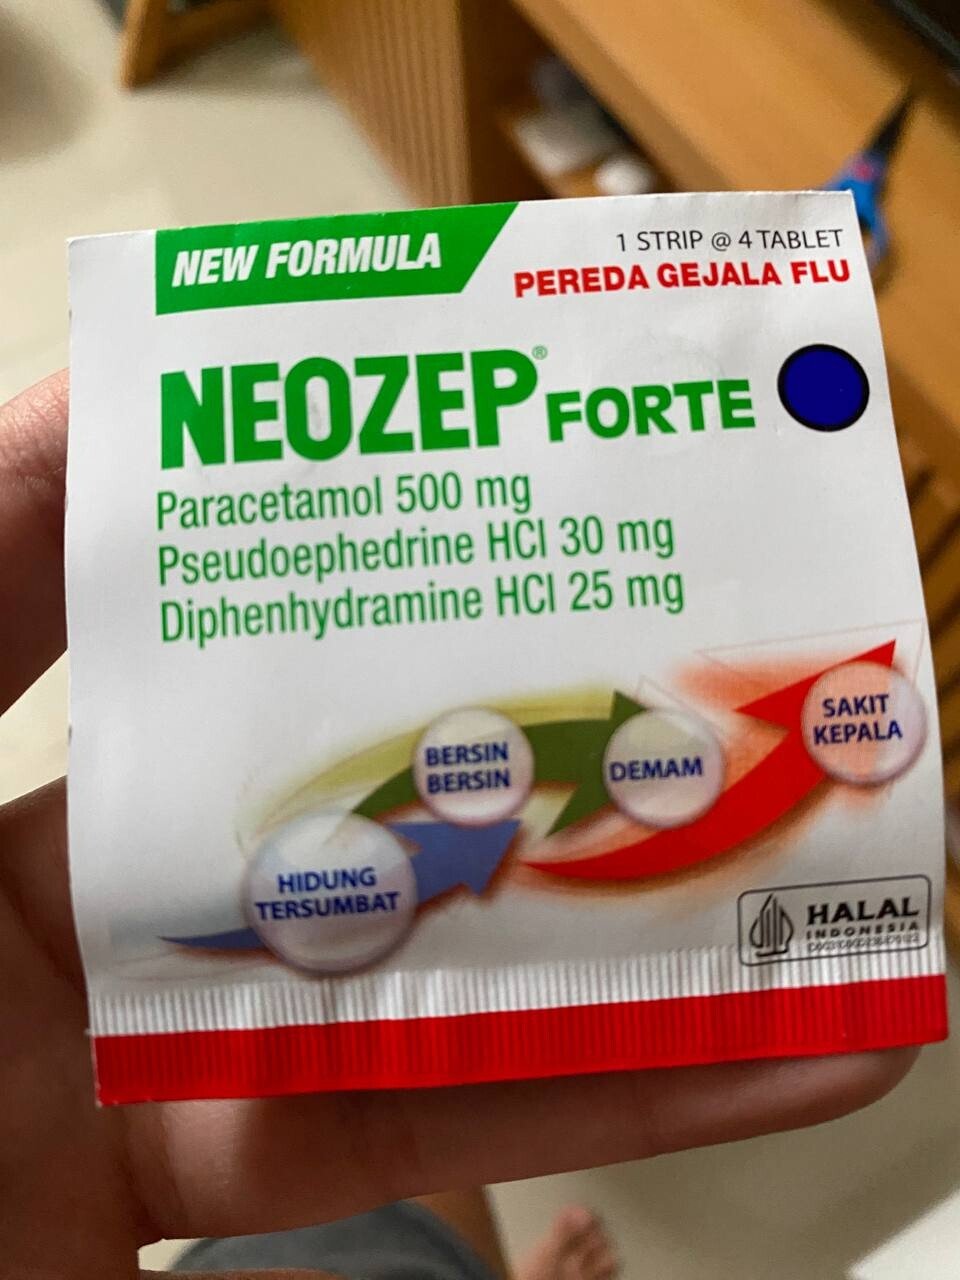 NEW FORMULA
1 STRIP @ 4 TABLET
PEREDA GEJALA FLU
NEOZEP® FORTE
Paracetamol 500 mg
Pseudoephedrine HCl 30 mg
Diphenhydramine HCl 25 mg
SAKIT
KEPALA
BERSIN
BERSIN
DEMAM
HIDUNG
TERSUMBAT
HALAL
INDONESIA